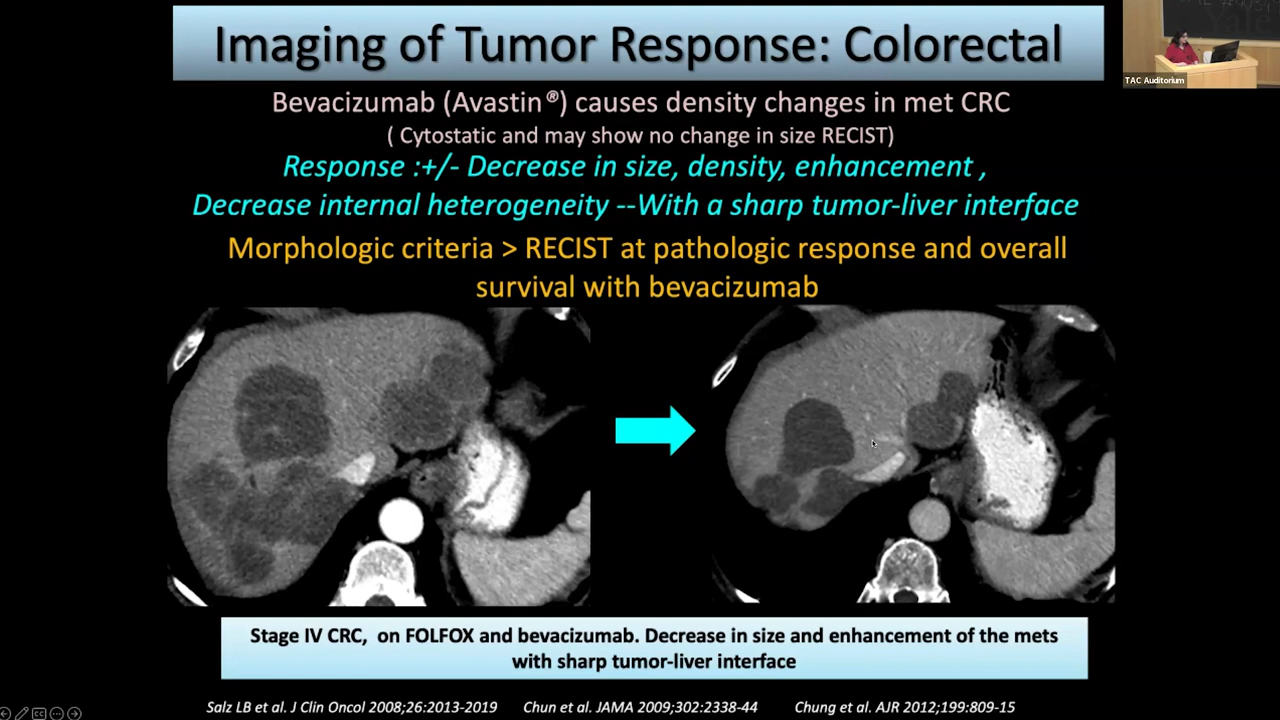 Imaging of Tumor Response: Colorectal
TAC Auditorium
Bevacizumab (Avastin®) causes density changes in met CRC
( Cytostatic and may show no change in size RECIST)
Response :+/- Decrease in size, density, enhancement ,
Decrease internal heterogeneity --With a sharp tumor-liver interface
Morphologic criteria > RECIST at pathologic response and overall
survival with bevacizumab
Stage IV CRC, on FOLFOX and bevacizumab. Decrease in size and enhancement of the mets
with sharp tumor-liver interface
Salz LB et al. J Clin Oncol 2008;26:2013-2019 Chun et al. JAMA 2009;302:2338-44 Chung et al. AJR 2012;199:809-15